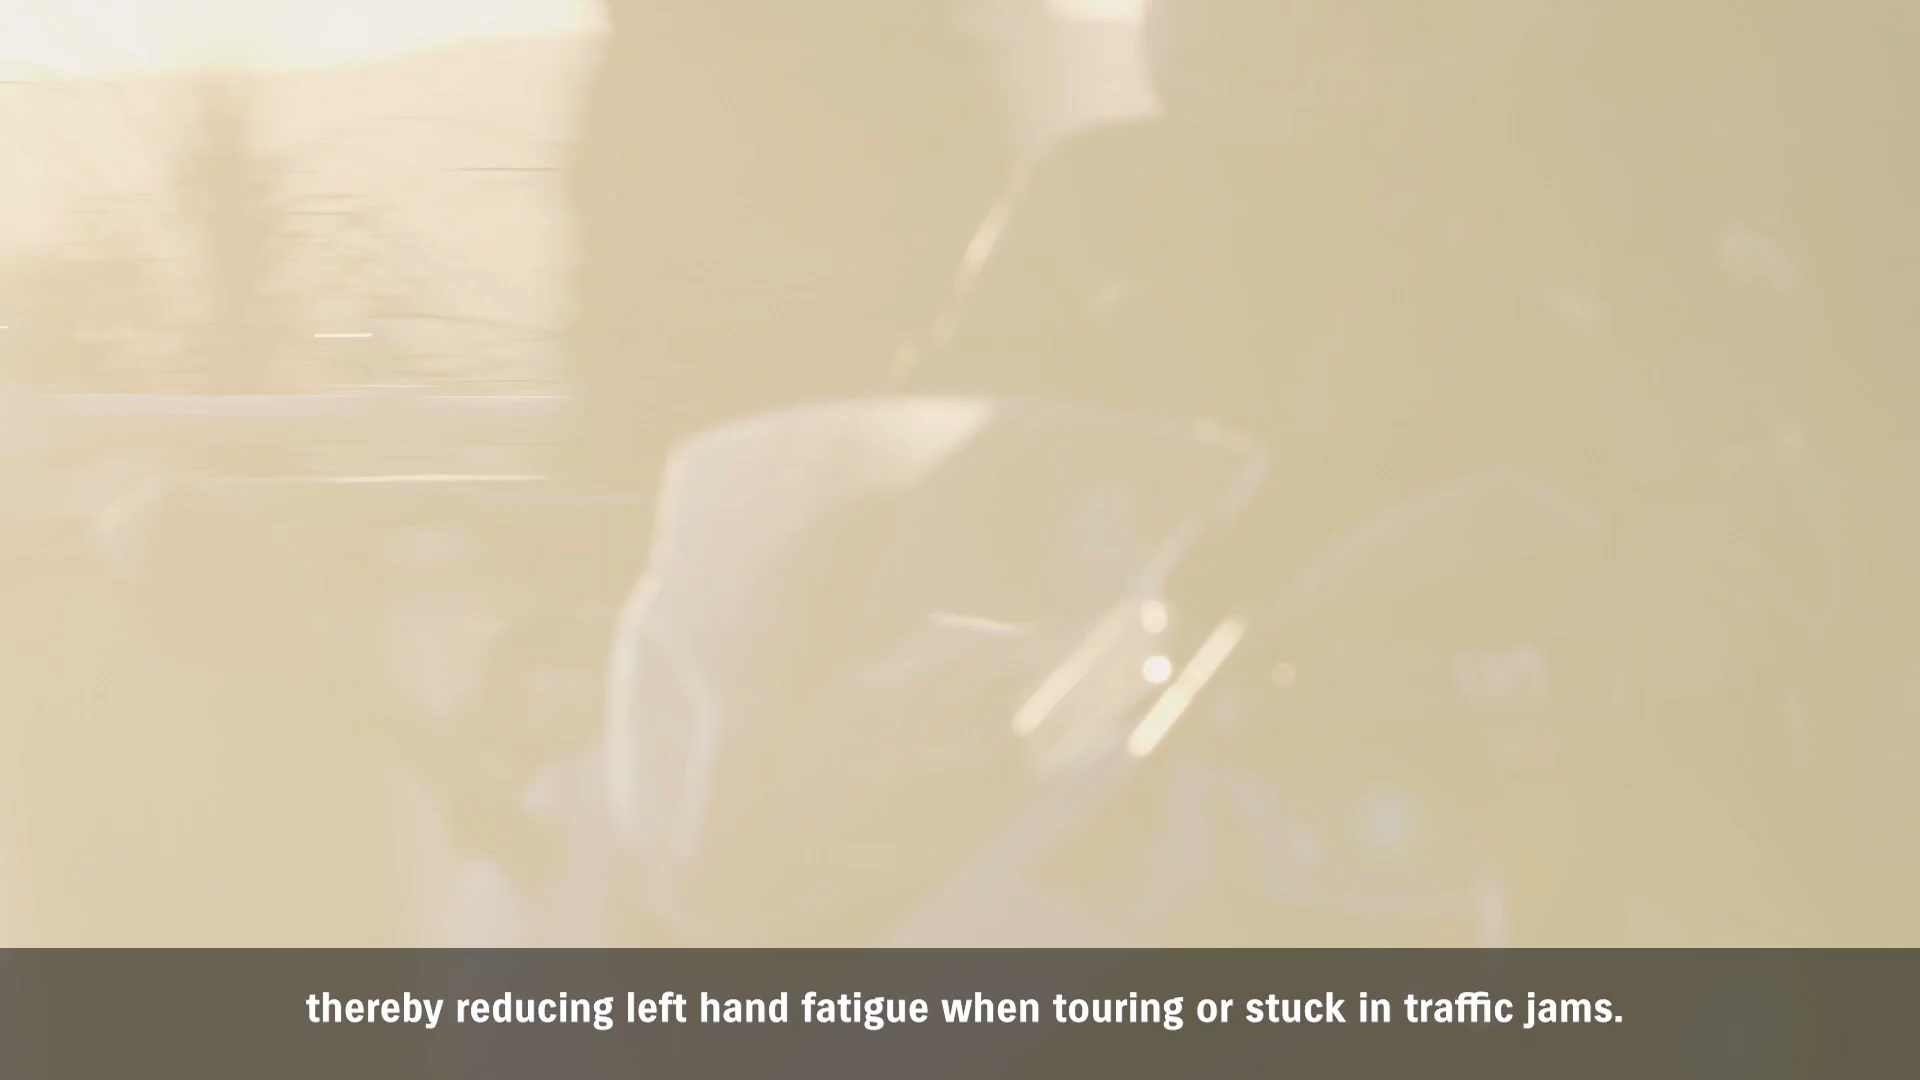 thereby reducing left hand fatigue when touring or stuck in traffic jams.